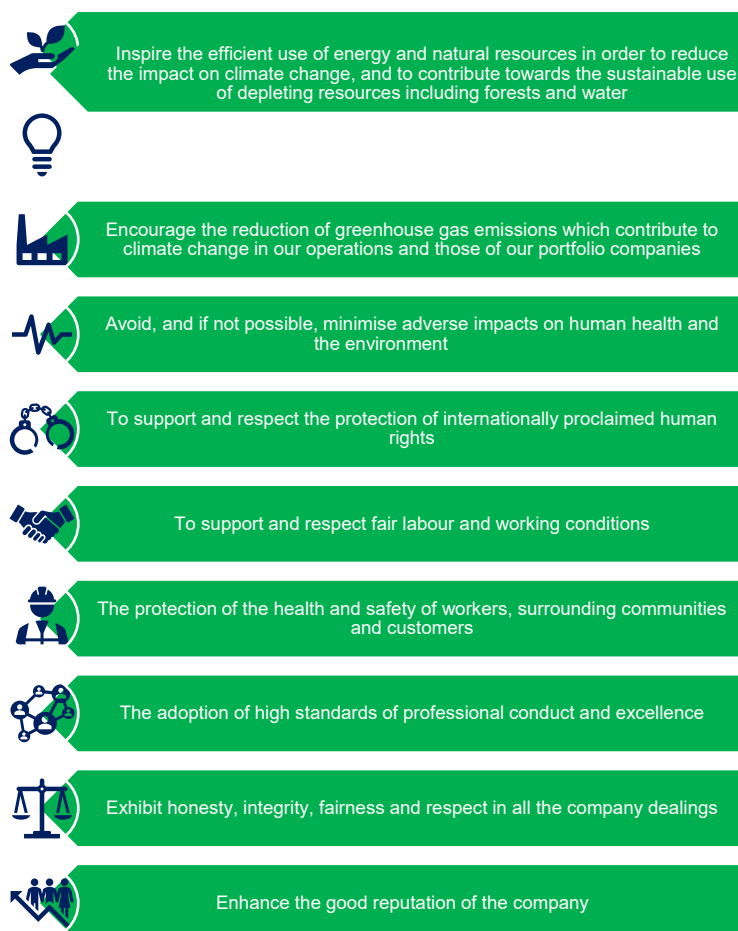 Inspire the efficient use of energy and natural resources in order to reduce
the impact on climate change, and to contribute towards the sustainable use
of depleting resources including forests and water
Encourage the reduction of greenhouse gas emissions which contribute to
climate change in our operations and those of our portfolio companies
Avoid, and if not possible, minimise adverse impacts on human health and
the environment
To support and respect the protection of internationally proclaimed human
rights
To support and respect fair labour and working conditions
The protection of the health and safety of workers, surrounding communities
and customers
The adoption of high standards of professional conduct and excellence
Exhibit honesty, integrity, fairness and respect in all the company dealings
Enhance the good reputation of the company